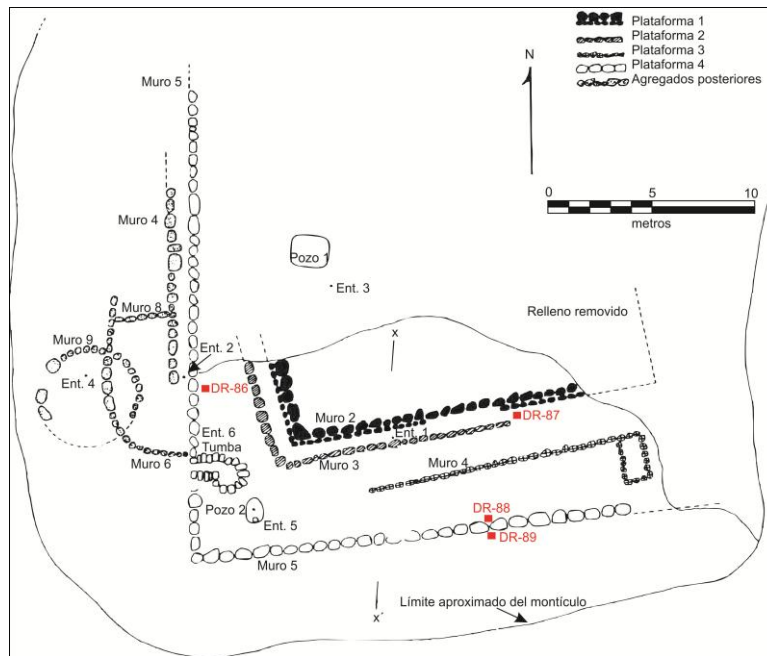 Plataforma 1
Plataforma 2
Plataforma 3
Plataforma 4
Agregados posteriores
N
0 5 10
metros
Muro 5
Muro 4
Pozo 1
Ent. 3
Muro 8
Relleno removido
x
Muro 9
Ent. 2
Ent. 4
DR-86
Muro 2
Ent. 1
DR-87
Ent. 6
Tumba
Muro 3
Muro 4
Muro 6
Pozo 2
Ent. 5
DR-88
DR-89
Muro 5
Límite aproximado del montículo
x´